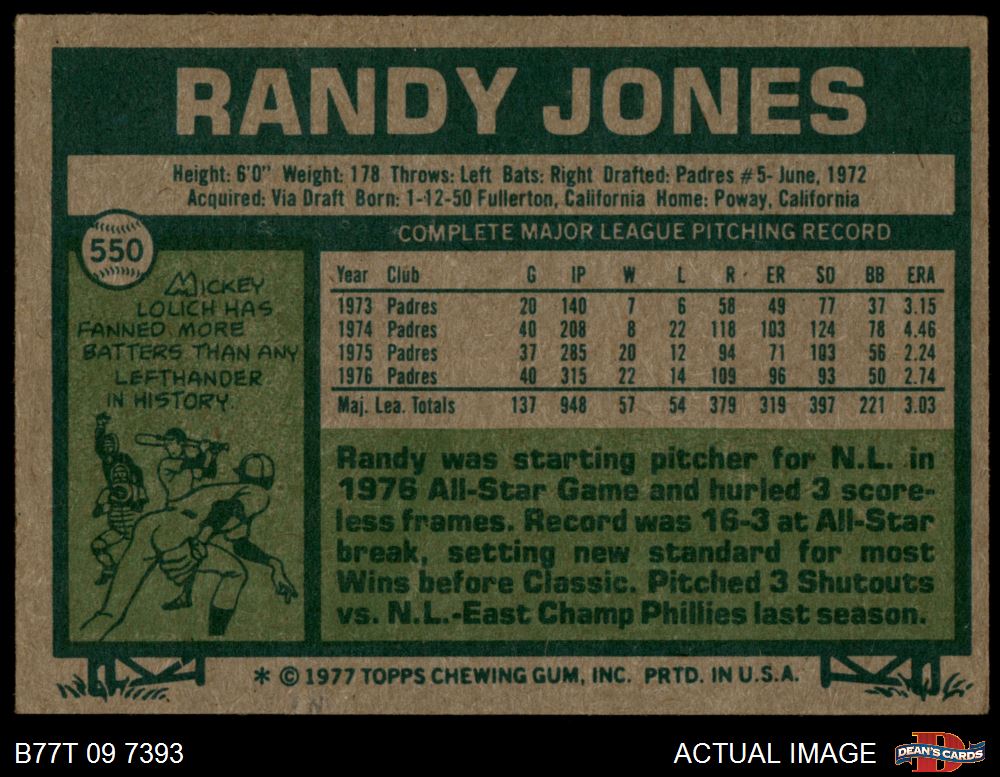 RANDY JONES
Height: 6'0" Weight: 178 Throws: Left Bats: Right Drafted: Padres #5-June, 1972
Acquired: Via Draft Born: 1-12-50 Fullerton, California Home: Poway, California
550
COMPLETE MAJOR LEAGUE PITCHING RECORD
MICKEY
LOLICH HAS
FANNED MORE
BATTERS THAN ANY
LEFTHANDER
IN HISTORY.
Year Club G IP W L R ER SO BB ERA
1973 Padres 20 140 7 6 58 49 77 37 3.15
1974 Padres 40 208 8 22 118 103 124 78 4.46
1975 Padres 37 285 20 12 94 71 103 56 2.24
1976 Padres 40 315 22 14 109 96 93 50 2.74
Maj. Lea. Totals 137 948 57 54 379 319 397 221 3.03
Randy was starting pitcher for N.L. in
1976 All-Star Game and hurled 3 score-
less frames. Record was 16-3 at All-Star
break, setting new standard for most
Wins before Classic. Pitched 3 Shutouts
vs. N.L.-East Champ Phillies last season.
* © 1977 TOPPS CHEWING GUM, INC. PRTD. IN U.S.A.
B77T 09 7393
ACTUAL IMAGE
D
DEAN'S CARDS